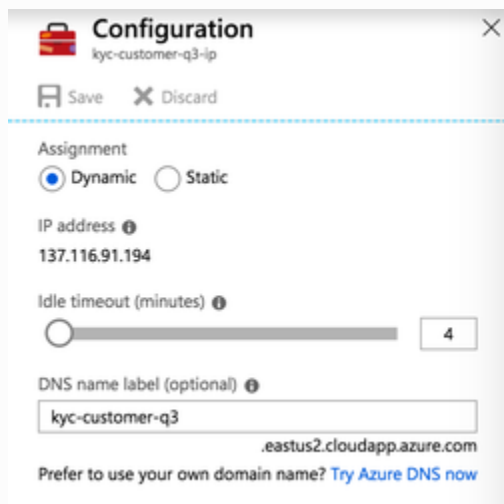 Configuration
kyc-customer-q3-ip
Save Discard
Assignment
Dynamic Static
IP address
137.116.91.194
Idle timeout (minutes)
4
DNS name label (optional)
kyc-customer-q3
.eastus2.cloudapp.azure.com
Prefer to use your own domain name? Try Azure DNS now